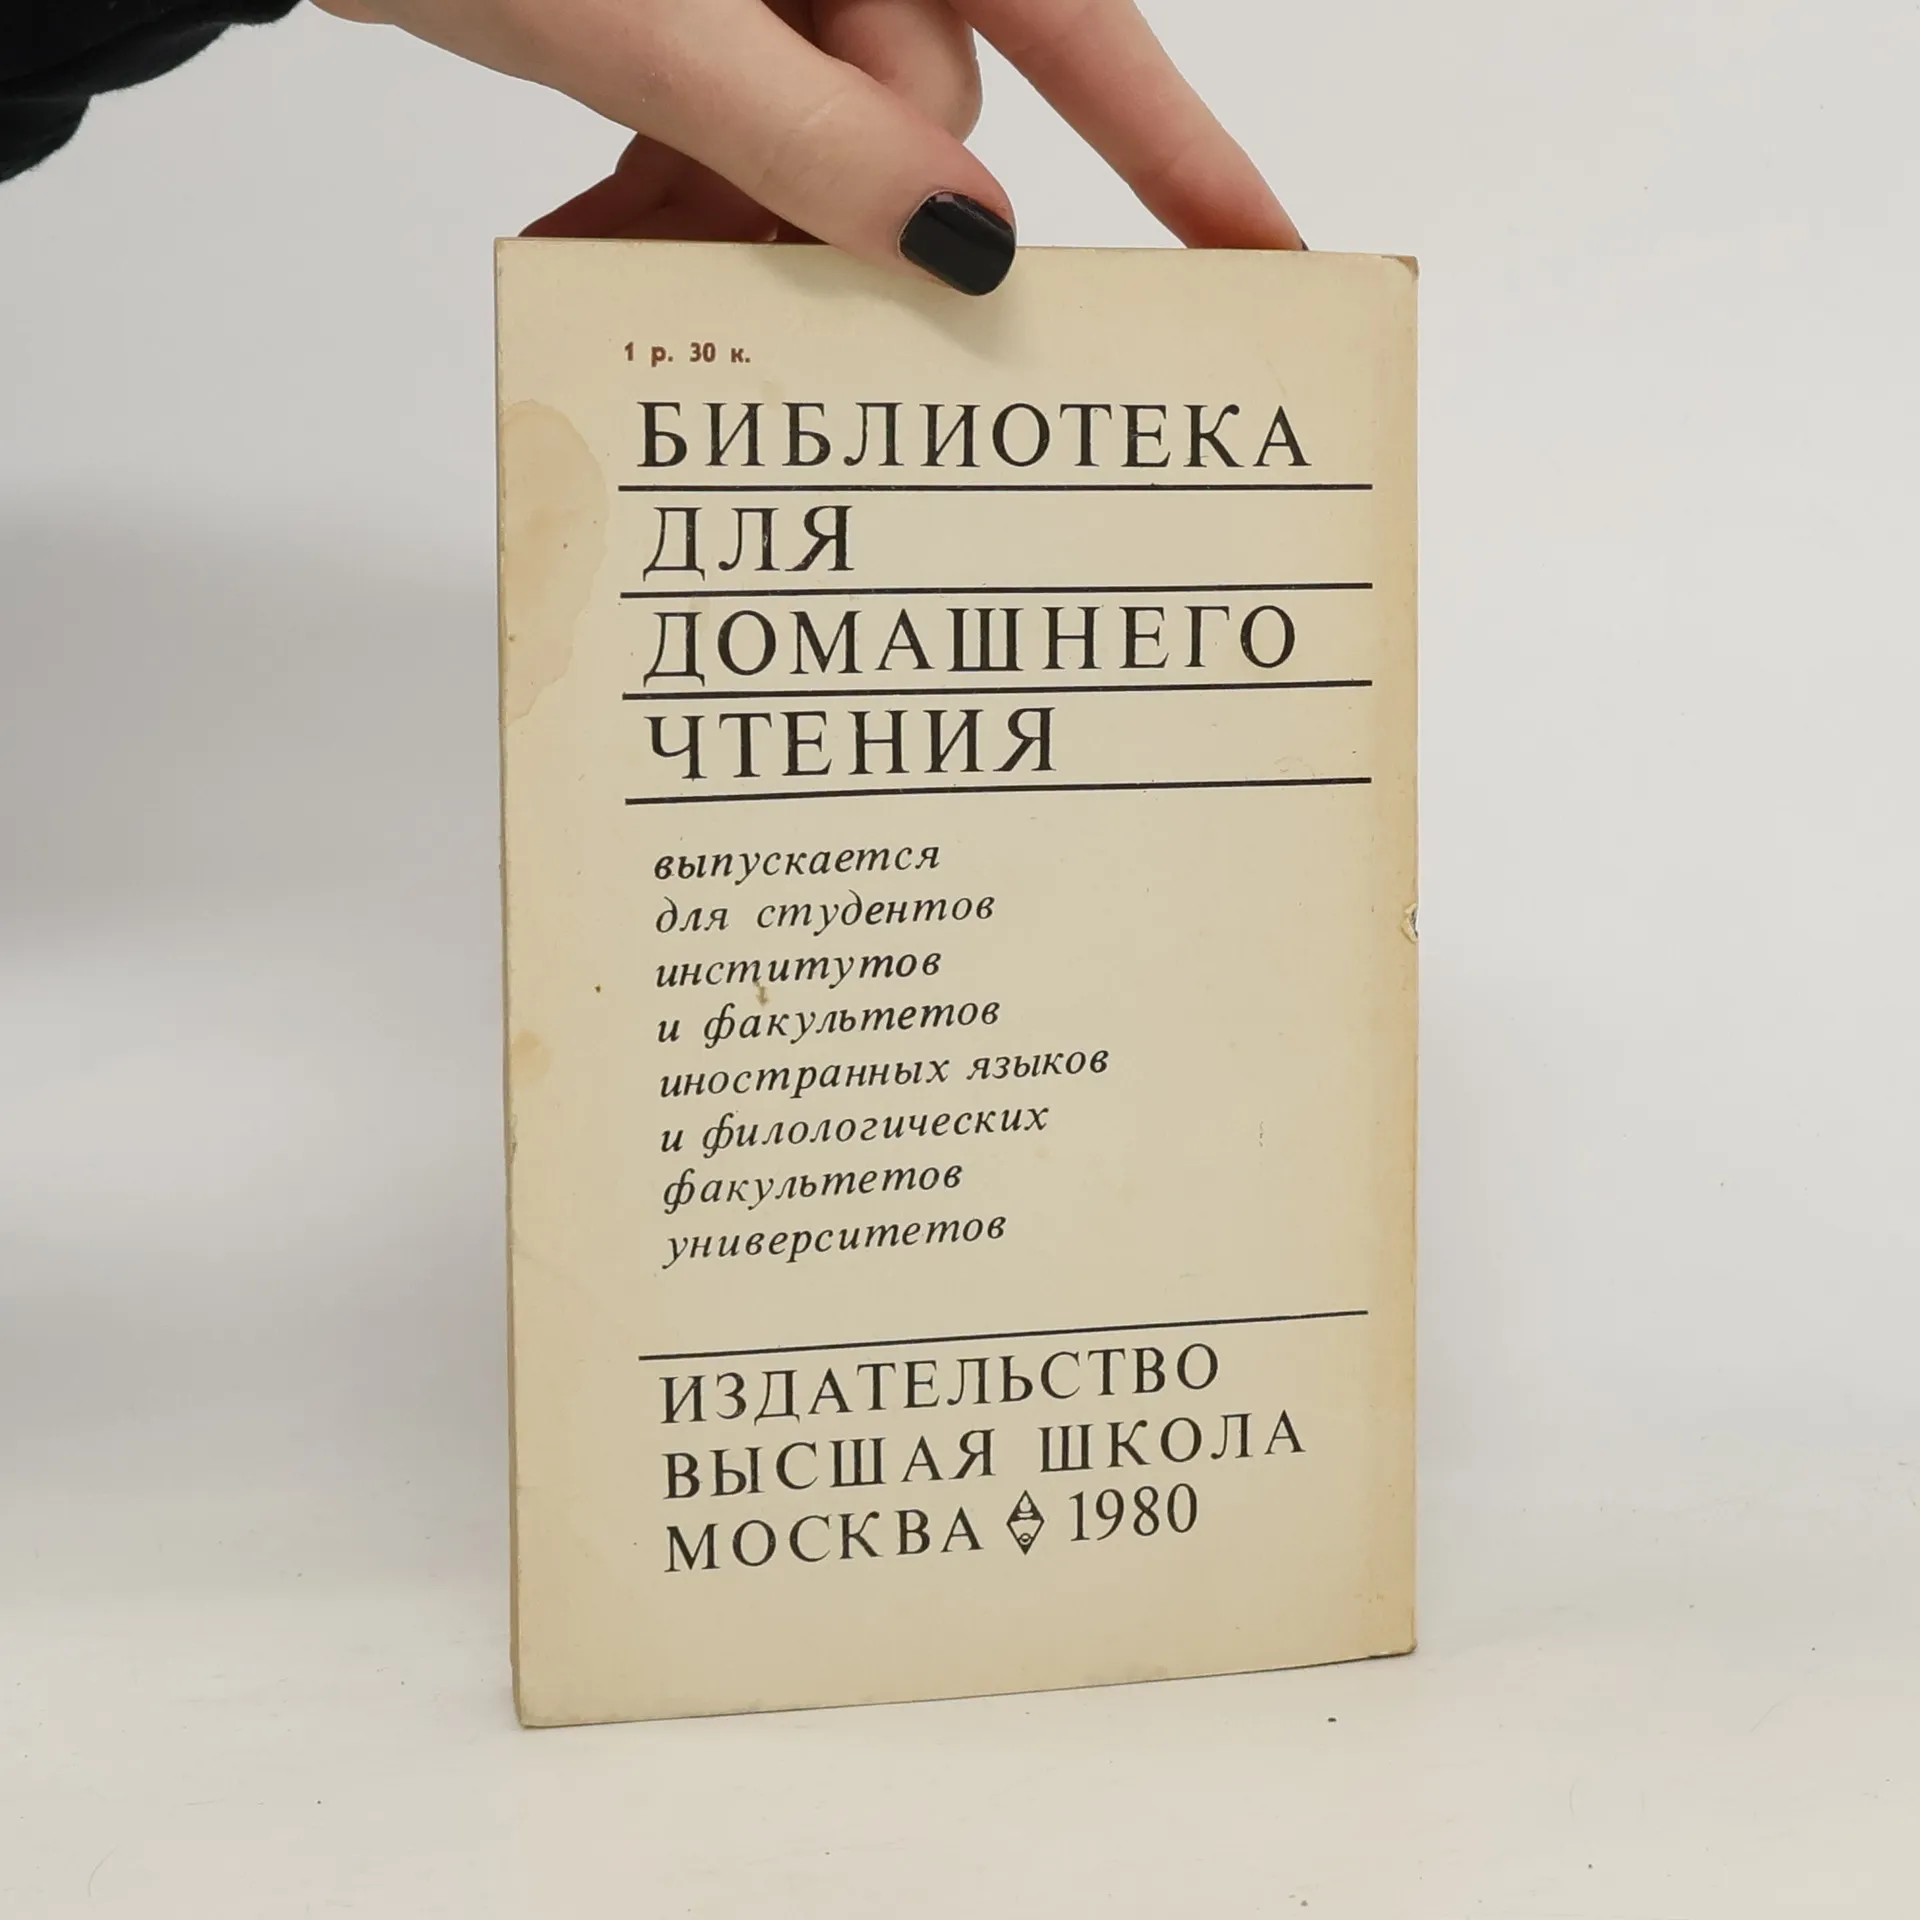 1 р. 30 к.
БИБЛИОТЕКА
ДЛЯ
ДОМАШНЕГО
ЧТЕНИЯ
выпускается
для студентов
институтов
и факультетов
иностранных языков
и филологических
факультетов
университетов
ИЗДАТЕЛЬСТВО
ВЫСШАЯ ШКОЛА
МОСКВА 1980